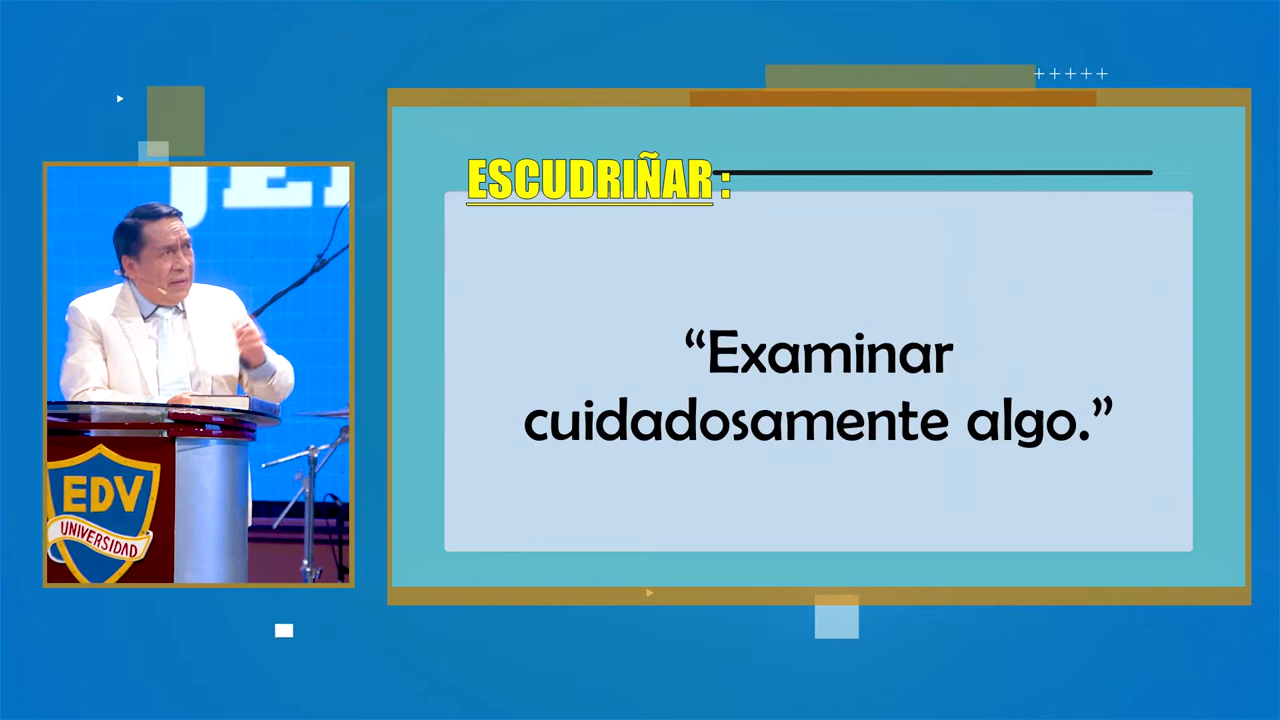 ESCUDRIÑAR:
“Examinar
cuidadosamente algo.”
EDV
UNIVERSIDAD